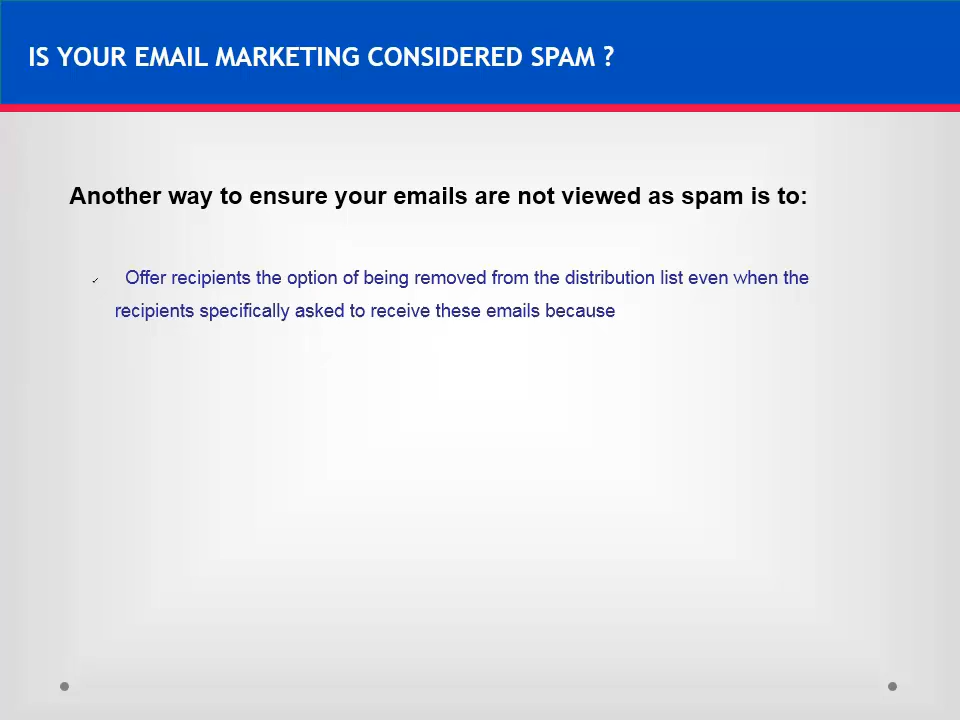 IS YOUR EMAIL MARKETING CONSIDERED SPAM ?
Another way to ensure your emails are not viewed as spam is to:
✓ Offer recipients the option of being removed from the distribution list even when the
recipients specifically asked to receive these emails because